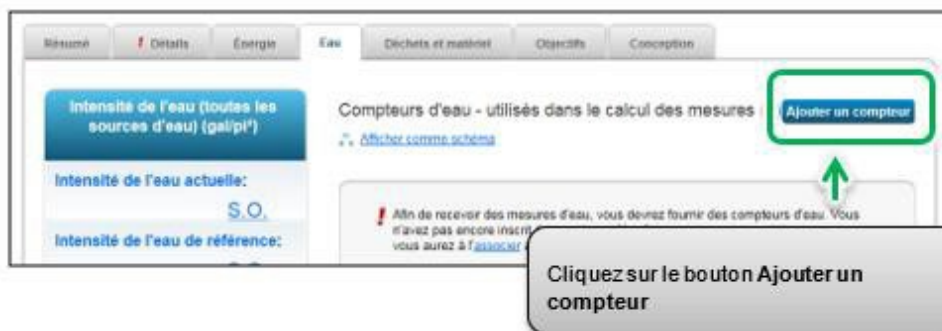 Résumé ! Détails Énergie Eau Déchets et matériel Objectifs Conception
Intensité de l'eau (toutes les
sources d'eau) (gal/pi²)
Intensité de l'eau actuelle:
S.O.
Intensité de l'eau de référence:
Compteurs d'eau - utilisés dans le calcul des mesures
Ajouter un compteur
Afficher comme schéma
! Afin de recevoir des mesures d'eau, vous devrez fournir des compteurs d'eau. Vous
n'avez pas encore inscrit
vous aurez à l'associer
Cliquez sur le bouton Ajouter un
compteur